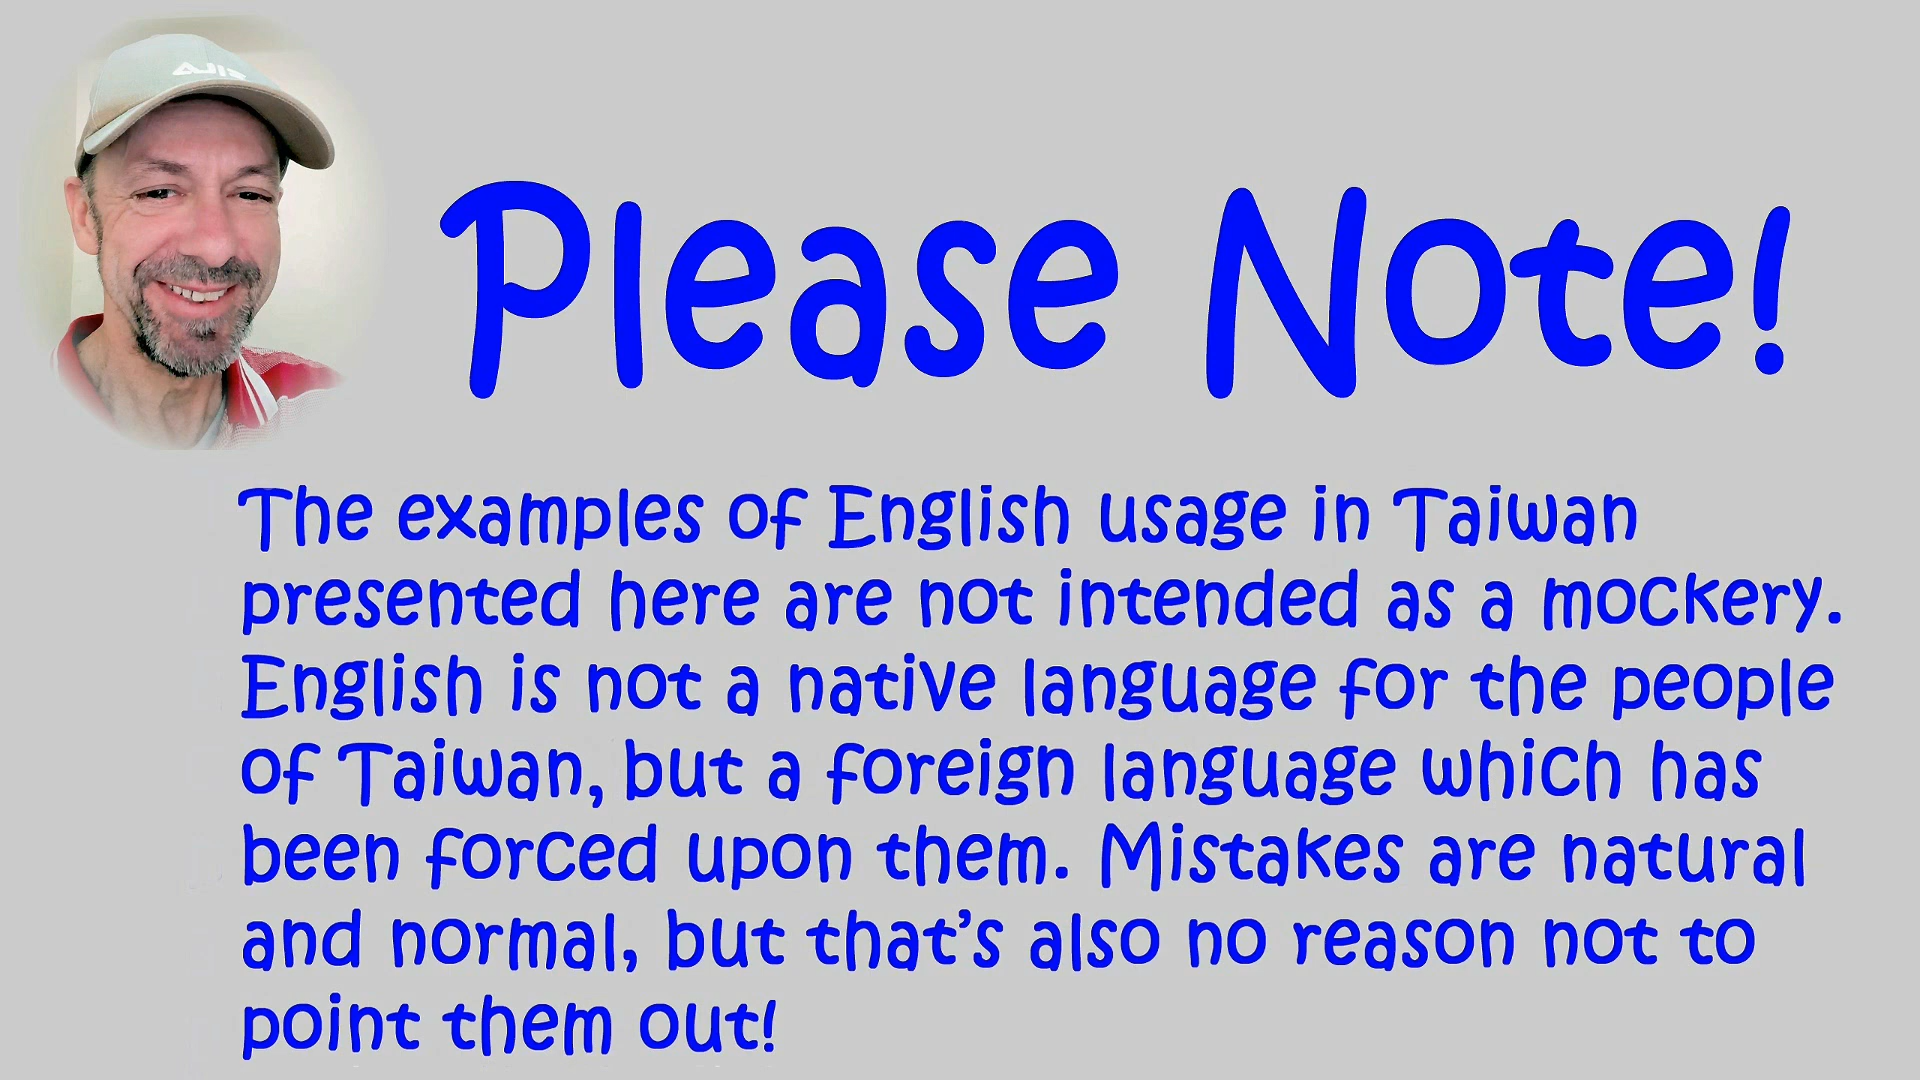 Please Note!
The examples of English usage in Taiwan
presented here are not intended as a mockery.
English is not a native language for the people
of Taiwan, but a foreign language which has
been forced upon them. Mistakes are natural
and normal, but that's also no reason not to
point them out!